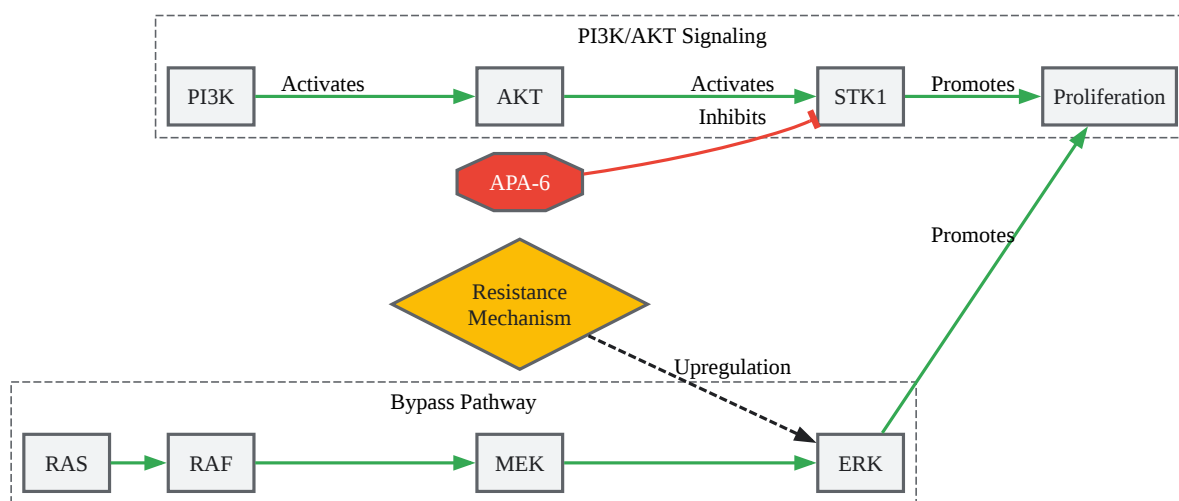 PI3K/AKT Signaling
PI3K
Activates
AKT
Activates
STK1
Promotes
Proliferation
Inhibits
APA-6
Promotes
Resistance
Mechanism
Upregulation
Bypass Pathway
RAS
RAF
MEK
ERK